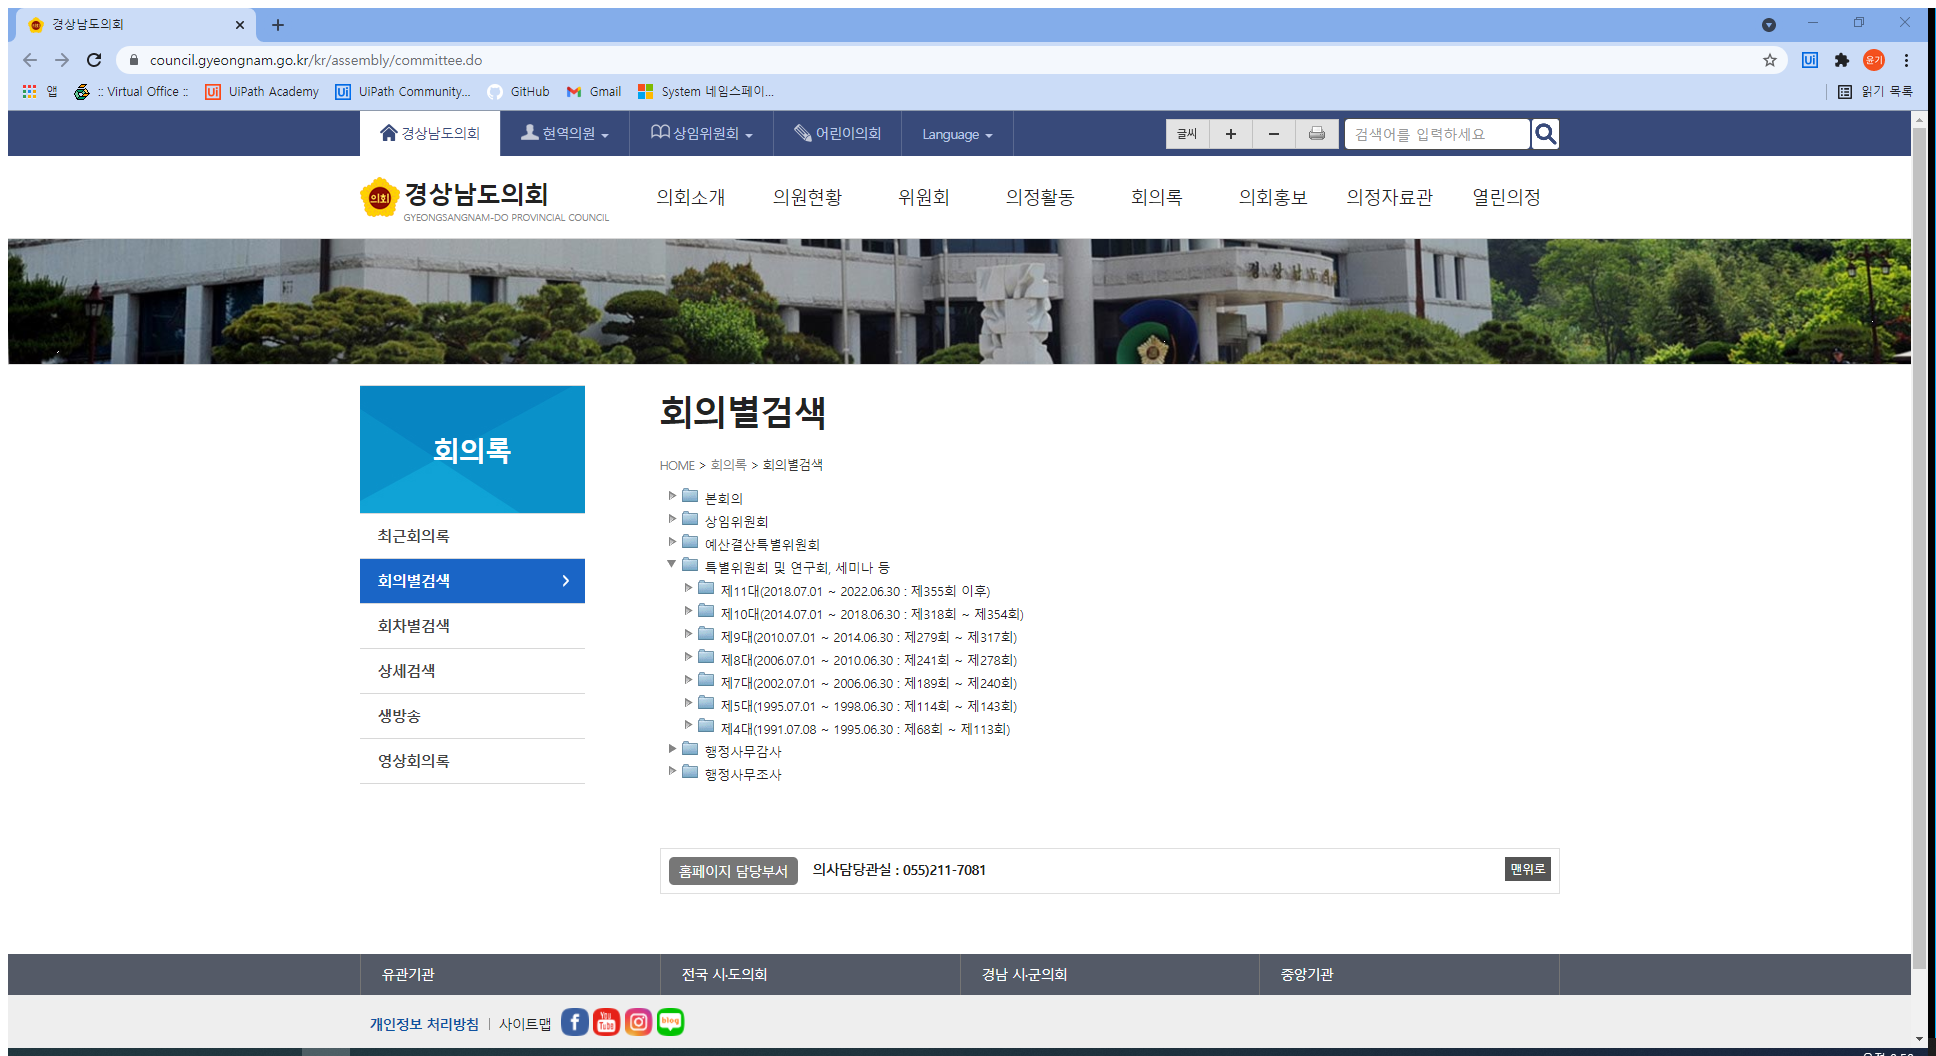 경상남도의회
council.gyeongnam.go.kr/kr/assembly/committee.do
윤기
앱
:: Virtual Office ::
UiPath Academy
UiPath Community...
GitHub
Gmail
System 네임스페이...
읽기 목록
경상남도의회
현역의원
상임위원회
어린이의회
Language
글씨
+
−
검색어를 입력하세요
의회
경상남도의회
GYEONGSANGNAM-DO PROVINCIAL COUNCIL
의회소개
의원현황
위원회
의정활동
회의록
의회홍보
의정자료관
열린의정
회의록
최근회의록
회의별검색
회차별검색
상세검색
생방송
영상회의록
회의별검색
HOME > 회의록 > 회의별검색
본회의
상임위원회
예산결산특별위원회
특별위원회 및 연구회, 세미나 등
제11대(2018.07.01 ~ 2022.06.30 : 제355회 이후)
제10대(2014.07.01 ~ 2018.06.30 : 제318회 ~ 제354회)
제9대(2010.07.01 ~ 2014.06.30 : 제279회 ~ 제317회)
제8대(2006.07.01 ~ 2010.06.30 : 제241회 ~ 제278회)
제7대(2002.07.01 ~ 2006.06.30 : 제189회 ~ 제240회)
제5대(1995.07.01 ~ 1998.06.30 : 제114회 ~ 제143회)
제4대(1991.07.08 ~ 1995.06.30 : 제68회 ~ 제113회)
행정사무감사
행정사무조사
홈페이지 담당부서
의사담당관실 : 055)211-7081
맨위로
유관기관
전국 시·도의회
경남 시·군의회
중앙기관
개인정보 처리방침
사이트맵
You Tube
blog